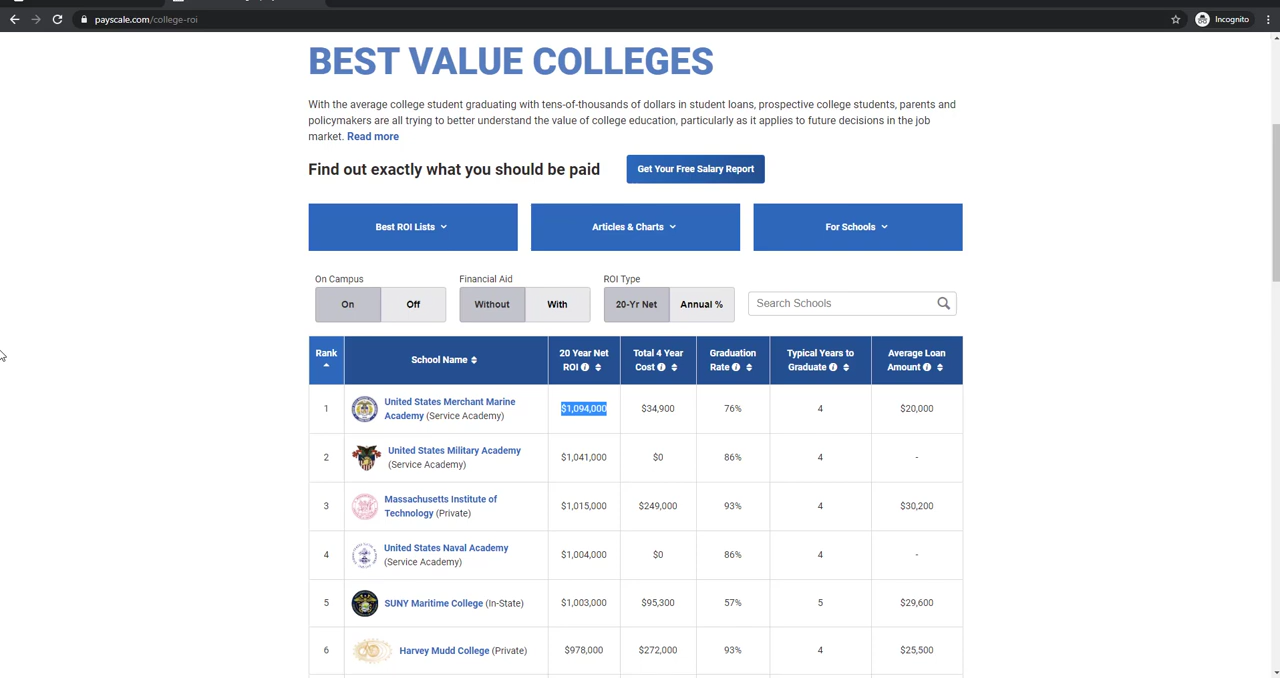 payscale.com/college-roi
Incognito
BEST VALUE COLLEGES
With the average college student graduating with tens-of-thousands of dollars in student loans, prospective college students, parents and
policymakers are all trying to better understand the value of college education, particularly as it applies to future decisions in the job
market. Read more
Find out exactly what you should be paid
Get Your Free Salary Report
Best ROI Lists
Articles & Charts
For Schools
On Campus
Financial Aid
ROI Type
On
Off
Without
With
20-Yr Net
Annual %
Search Schools
Rank
School Name
20 Year Net
ROI
Total 4 Year
Cost
Graduation
Rate
Typical Years to
Graduate
Average Loan
Amount
1
United States Merchant Marine
Academy (Service Academy)
$1,094,000
$34,900
76%
4
$20,000
2
United States Military Academy
(Service Academy)
$1,041,000
$0
86%
4
-
3
Massachusetts Institute of
Technology (Private)
$1,015,000
$249,000
93%
4
$30,200
4
United States Naval Academy
(Service Academy)
$1,004,000
$0
86%
4
-
5
SUNY Maritime College (In-State)
$1,003,000
$95,300
57%
5
$29,600
6
Harvey Mudd College (Private)
$978,000
$272,000
93%
4
$25,500